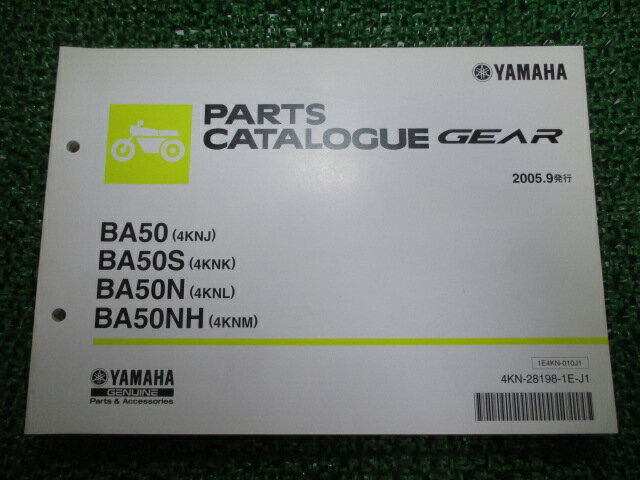 YAMAHA
PARTS
CATALOGUE GEAR
2005.9発行
BA50 (4KNJ)
BA50S (4KNK)
BA50N (4KNL)
BA50NH (4KNM)
YAMAHA
GENUINE
Parts & Accessories
1E4KN-010J1
4KN-28198-1E-J1